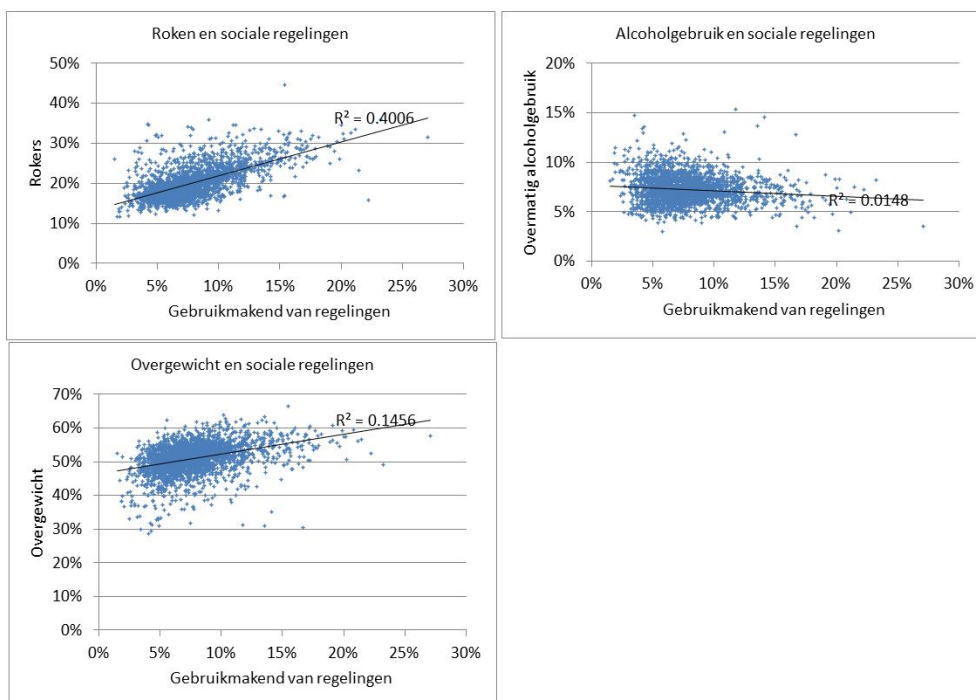 Roken en sociale regelingen
50%
40%
30%
20%
10%
0%
Rokers
R² = 0.4006
0% 5% 10% 15% 20% 25% 30%
Gebruikmakend van regelingen
Alcoholgebruik en sociale regelingen
20%
15%
10%
5%
0%
Overmatig alcoholgebruik
R² = 0.0148
0% 5% 10% 15% 20% 25% 30%
Gebruikmakend van regelingen
Overgewicht en sociale regelingen
70%
60%
50%
40%
30%
20%
10%
0%
Overgewicht
R² = 0.1456
0% 5% 10% 15% 20% 25% 30%
Gebruikmakend van regelingen